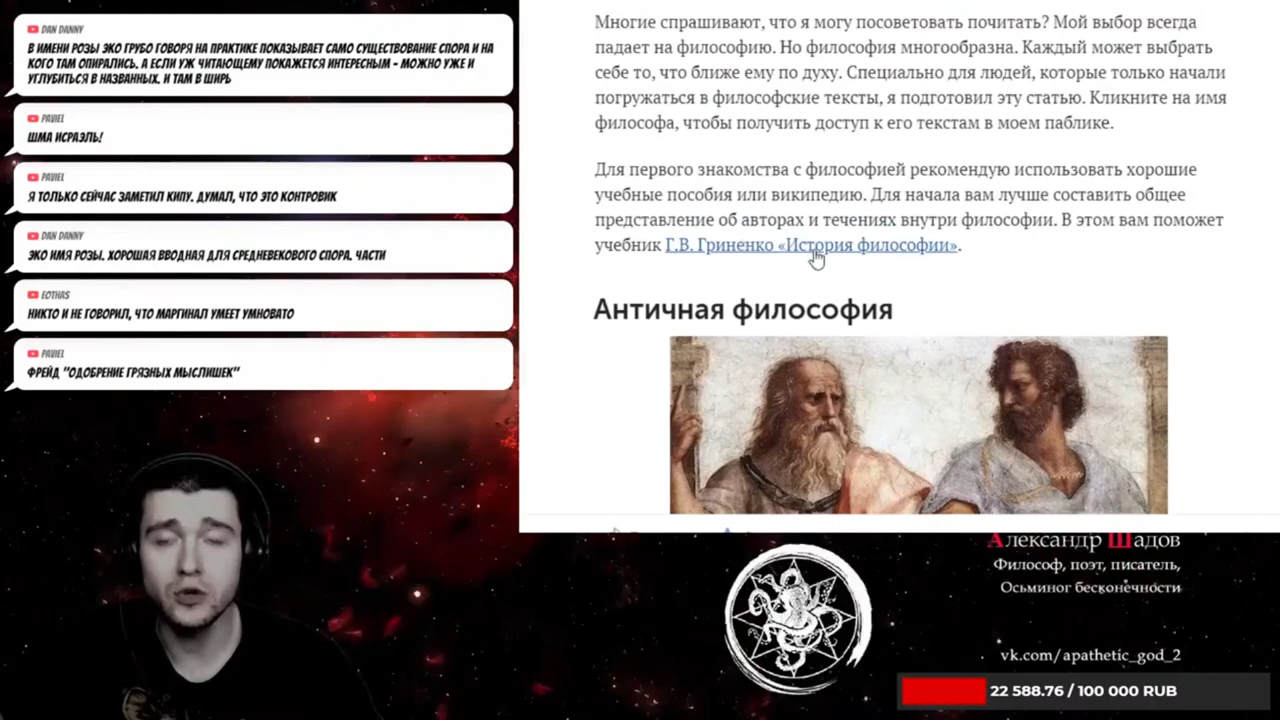 DAN DANNY
В ИМЕНИ РОЗЫ ЭКО ГРУБО ГОВОРЯ НА ПРАКТИКЕ ПОКАЗЫВАЕТ САМО СУЩЕСТВОВАНИЕ СПОРА И НА
КОГО ТАМ ОПИРАЛИСЬ. А ЕСЛИ УЖ ЧИТАЮЩЕМУ ПОКАЖЕТСЯ ИНТЕРЕСНЫМ - МОЖНО УЖЕ И
УГЛУБИТЬСЯ В НАЗВАННЫХ. И ТАМ В ШИРЬ
PAVIEL
ШМА ИСРАЭЛЬ!
PAVIEL
Я ТОЛЬКО СЕЙЧАС ЗАМЕТИЛ КИПУ. ДУМАЛ, ЧТО ЭТО КОНТРОВИК
DAN DANNY
ЭКО ИМЯ РОЗЫ. ХОРОШАЯ ВВОДНАЯ ДЛЯ СРЕДНЕВЕКОВОГО СПОРА. ЧАСТИ
EOTHAS
НИКТО И НЕ ГОВОРИЛ, ЧТО МАРГИНАЛ УМЕЕТ УМНОВАТО
PAVIEL
ФРЕЙД "ОДОБРЕНИЕ ГРЯЗНЫХ МЫСЛИШЕК"
Многие спрашивают, что я могу посоветовать почитать? Мой выбор всегда
падает на философию. Но философия многообразна. Каждый может выбрать
себе то, что ближе ему по духу. Специально для людей, которые только начали
погружаться в философские тексты, я подготовил эту статью. Кликните на имя
философа, чтобы получить доступ к его текстам в моем паблике.
Для первого знакомства с философией рекомендую использовать хорошие
учебные пособия или википедию. Для начала вам лучше составить общее
представление об авторах и течениях внутри философии. В этом вам поможет
учебник Г.В. Гриненко «История философии».
Античная философия
Александр Шадов
Философ, поэт, писатель,
Осьминог бесконечности
vk.com/apathetic_god_2
22 588.76 / 100 000 RUB